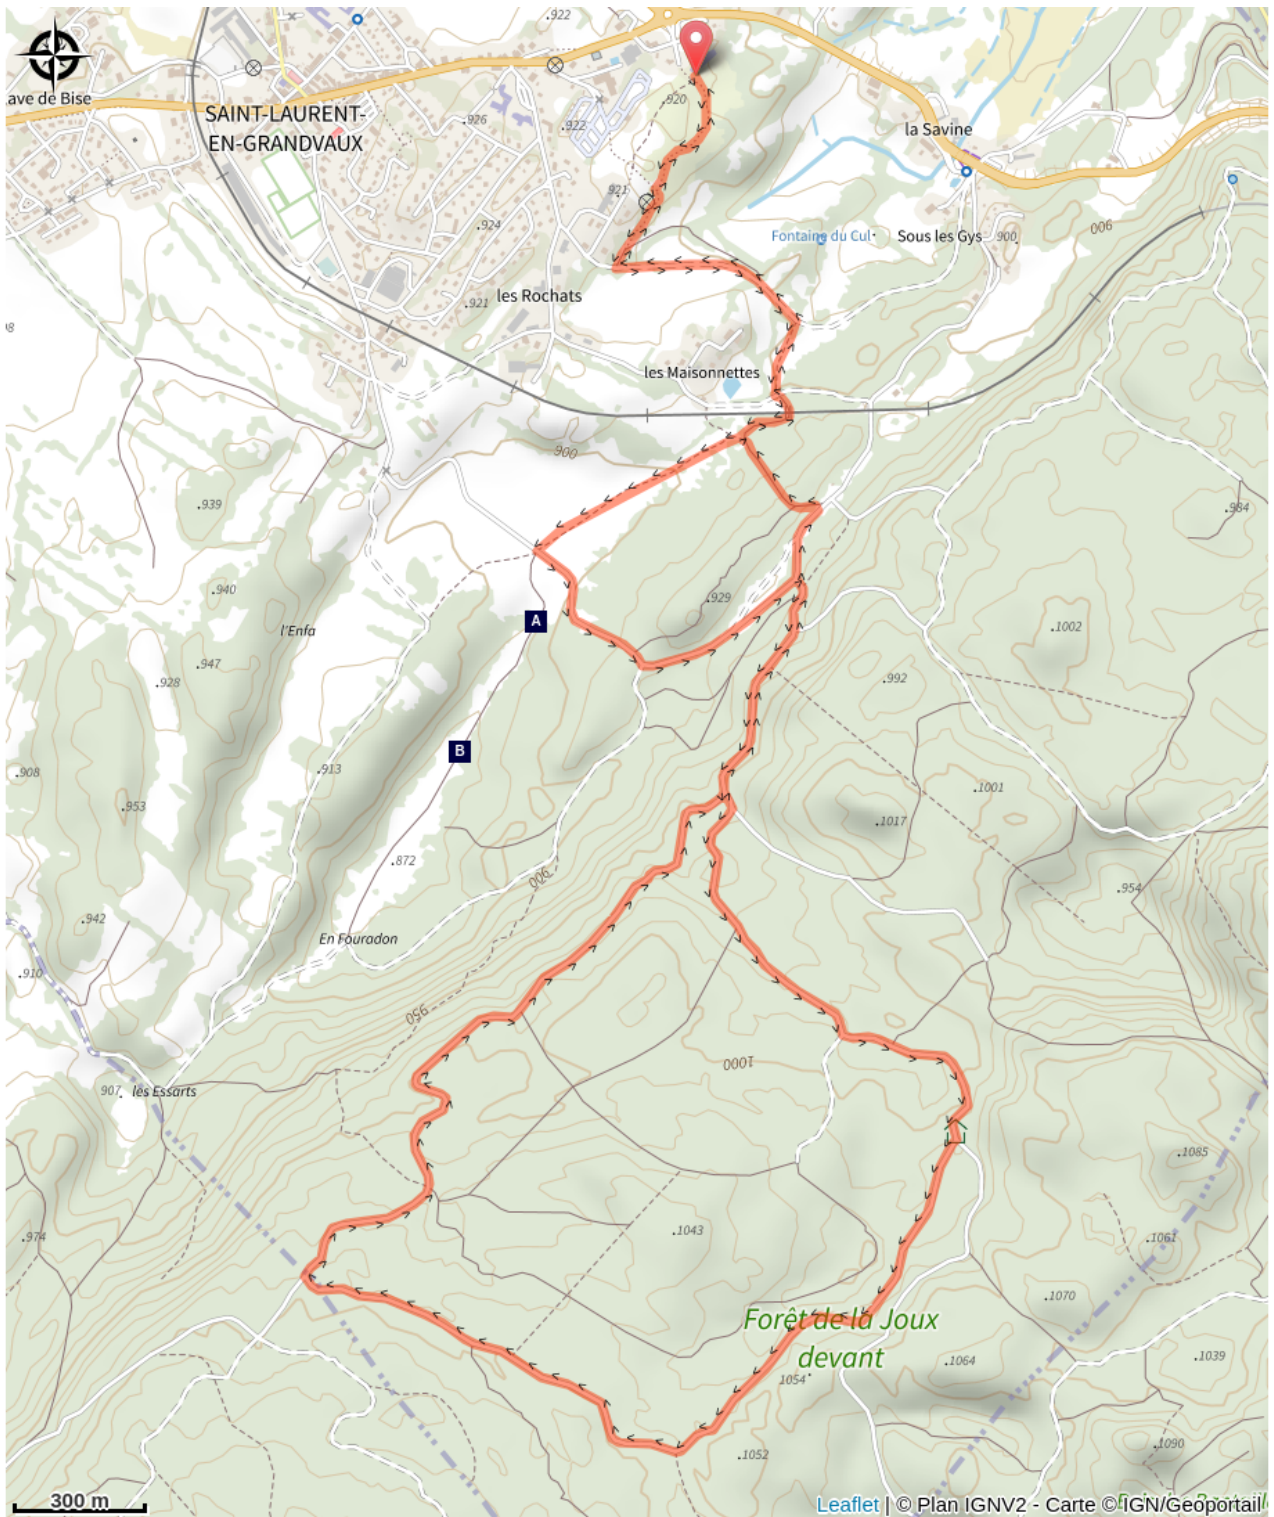 .922
ave de Bise
SAINT-LAURENT-
EN-GRANDVAUX
.926
.922
.920
la Savine
921
.924
Fontaine du Cul
Sous les Gys
900
900
les Rochats
.921
98
les Maisonnettes
900
.939
.984
.940
.929
A
l'Enfa
.1002
.947
.928
.992
B
.908
.913
.953
.1001
.1017
.872
900
.954
.942
En Fouradon
.910
950
1000
907.
les Essarts
.1085
.974
.1043
.1061
.1070
Forêt de la Joux
devant
.1039
.1064
1054.
.1052
.1090
300 m
Leaflet | © Plan IGNV2 - Carte © IGN/Geoportail